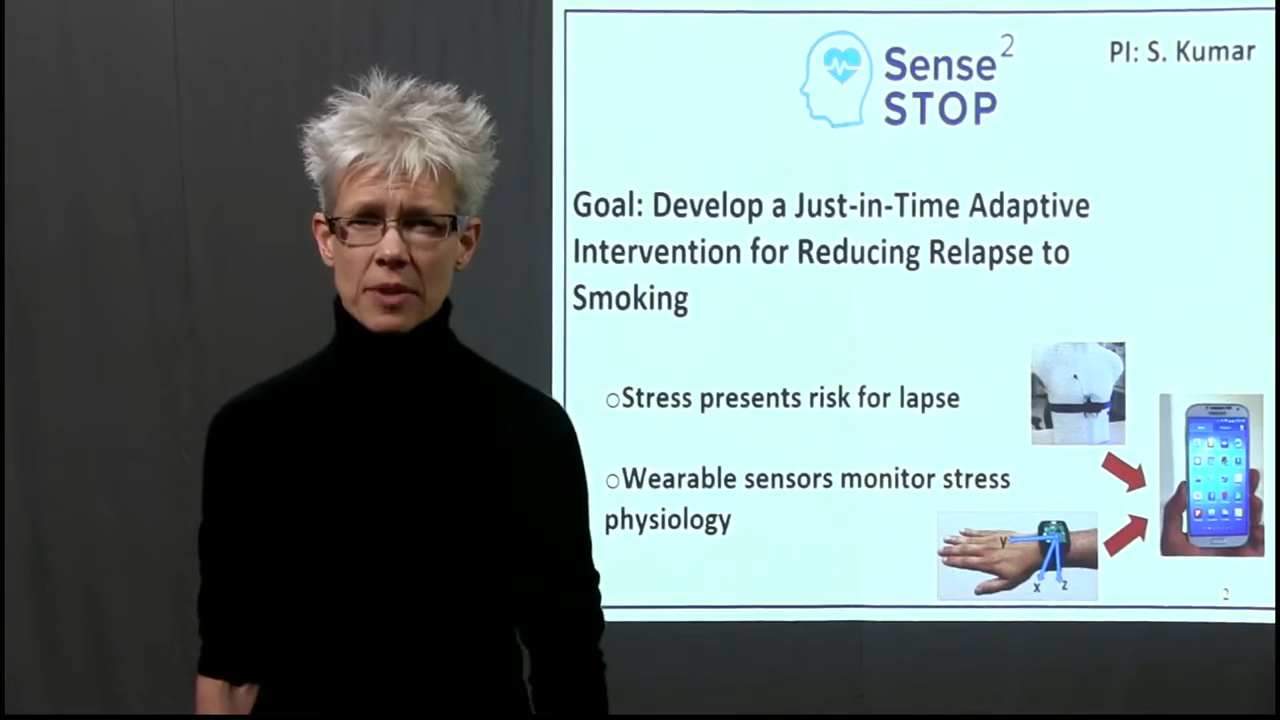 Sense²
STOP
PI: S. Kumar
Goal: Develop a Just-in-Time Adaptive
Intervention for Reducing Relapse to
Smoking
○Stress presents risk for lapse
○Wearable sensors monitor stress
physiology
Y
X Z
2